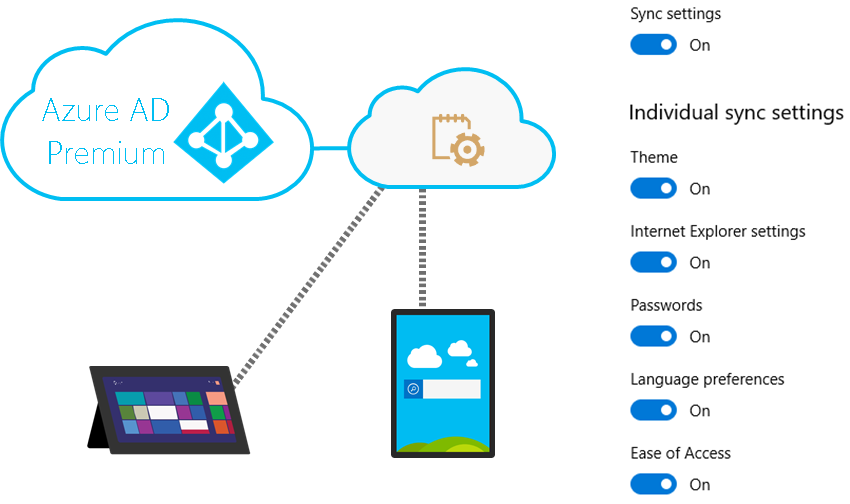 Azure AD
Premium
Sync settings
On
Individual sync settings
Theme
On
Internet Explorer settings
On
Passwords
On
Language preferences
On
Ease of Access
On